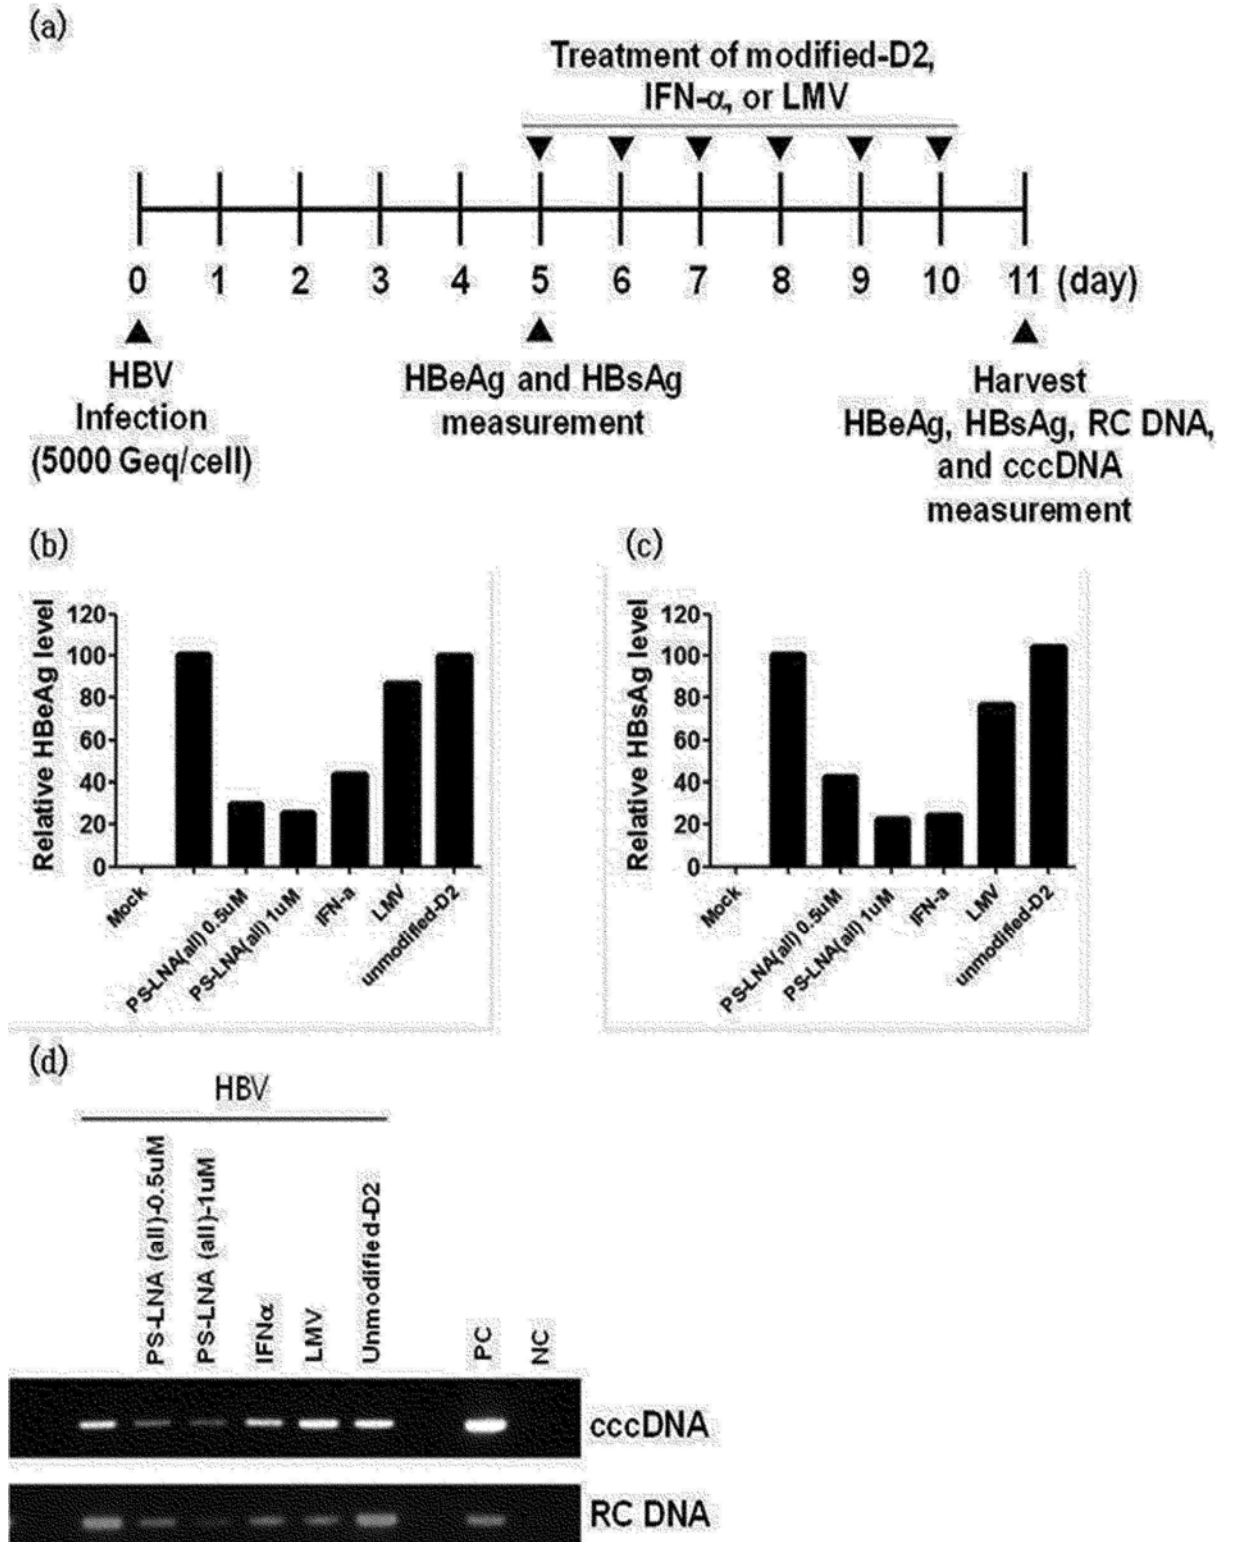 (a)
Treatment of modified-D2,
IFN-α, or LMV
0 1 2 3 4 5 6 7 8 9 10 11 (day)
HBV
Infection
(5000 Geq/cell)
HBeAg and HBsAg
measurement
Harvest
HBeAg, HBsAg, RC DNA,
and cccDNA
measurement
(b)
Relative HBeAg level
120
100
80
60
40
20
0
Mock
PS-LNA(all) 0.5uM
PS-LNA(all) 1uM
IFN-a
LMV
unmodified-D2
(c)
Relative HBsAg level
120
100
80
60
40
20
0
Mock
PS-LNA(all) 0.5uM
PS-LNA(all) 1uM
IFN-a
LMV
unmodified-D2
(d)
HBV
PS-LNA (all)-0.5uM
PS-LNA (all)-1uM
IFNα
LMV
Unmodified-D2
PC
NC
cccDNA
RC DNA